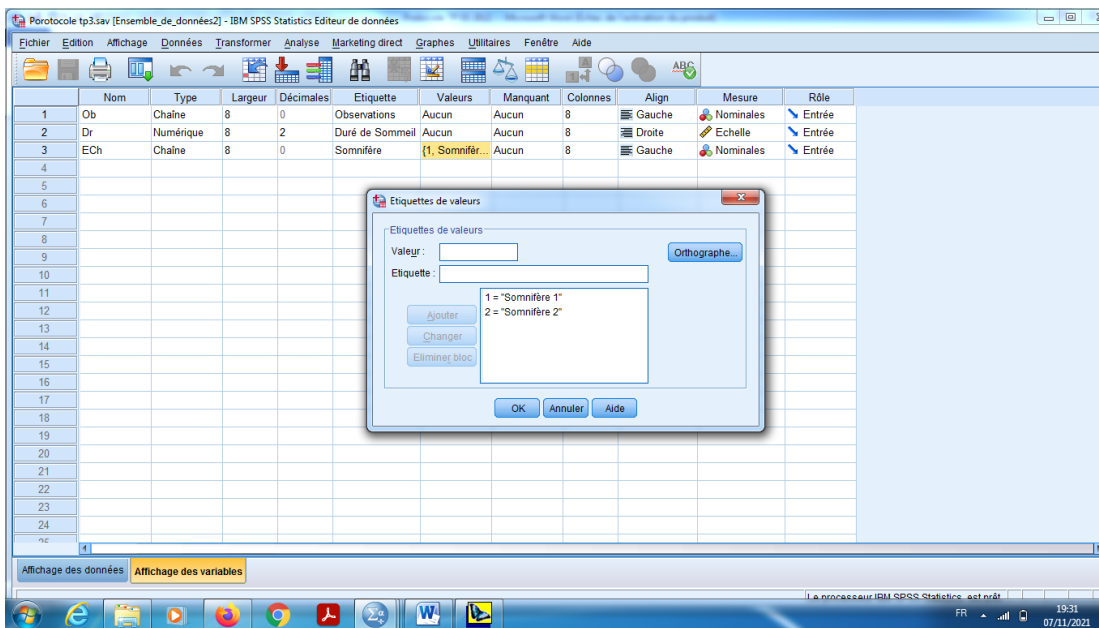 Porotocole tp3.sav [Ensemble_de_données2] - IBM SPSS Statistics Editeur de données
Fichier Edition Affichage Données Transformer Analyse Marketing direct Graphes Utilitaires Fenêtre Aide
Nom Type Largeur Décimales Etiquette Valeurs Manquant Colonnes Align Mesure Rôle
1 Ob Chaîne 8 0 Observations Aucun Aucun 8 Gauche Nominales Entrée
2 Dr Numérique 8 2 Duré de Sommeil Aucun Aucun 8 Droite Echelle Entrée
3 ECh Chaîne 8 0 Somnifére {1, Somnifèr... Aucun 8 Gauche Nominales Entrée
4
5
6
7
8
9
10
11
12
13
14
15
16
17
18
19
20
21
22
23
24
Etiquettes de valeurs
Etiquettes de valeurs
Valeur :
Orthographe...
Etiquette :
1 = "Somnifère 1"
2 = "Somnifère 2"
Ajouter
Changer
Eliminer bloc
OK Annuler Aide
Affichage des données Affichage des variables
Le processeur IBM SPSS Statistics est prêt
FR 19:31
07/11/2021